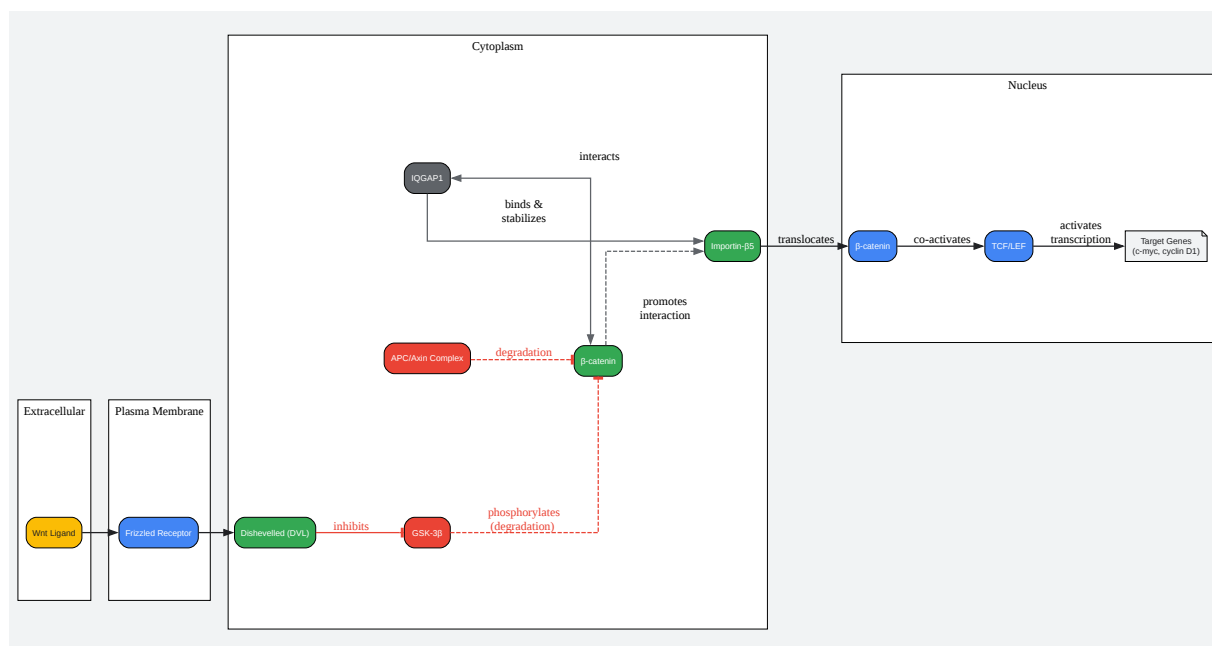 Cytoplasm
Nucleus
interacts
IQGAP1
binds &
stabilizes
Importin-β5
translocates
β-catenin
co-activates
TCF/LEF
activates
transcription
Target Genes
(c-myc, cyclin D1)
promotes
interaction
APC/Axin Complex
degradation
β-catenin
Extracellular
Plasma Membrane
Wnt Ligand
Frizzled Receptor
Dishevelled (DVL)
inhibits
GSK-3β
phosphorylates
(degradation)